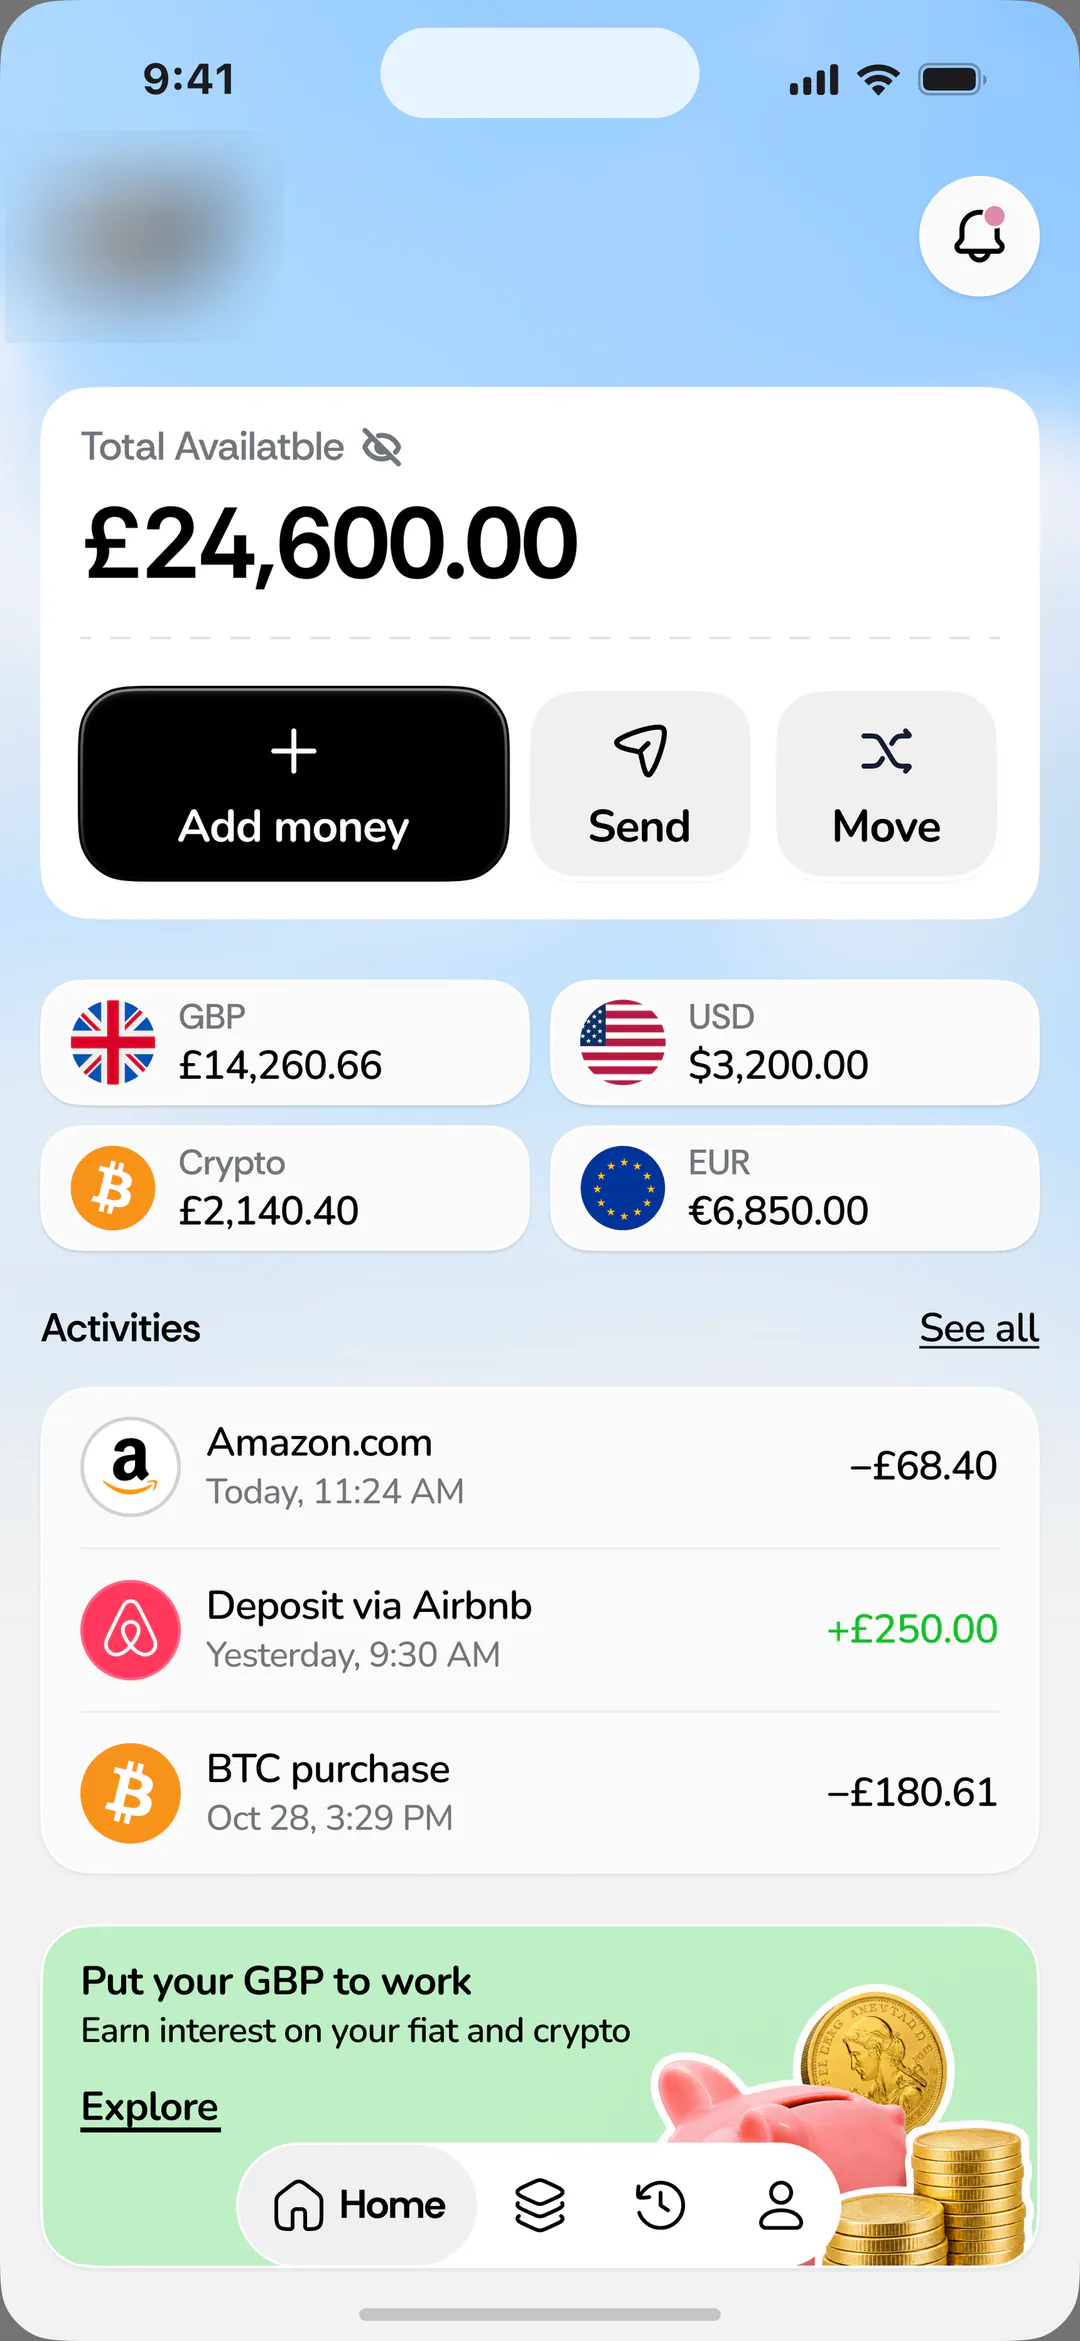 9:41
Total Availatble
£24,600.00
Add money
Send
Move
GBP
£14,260.66
USD
$3,200.00
Crypto
£2,140.40
EUR
€6,850.00
Activities
See all
Amazon.com
Today, 11:24 AM
−£68.40
Deposit via Airbnb
Yesterday, 9:30 AM
+£250.00
BTC purchase
Oct 28, 3:29 PM
−£180.61
Put your GBP to work
Earn interest on your fiat and crypto
Explore
Home